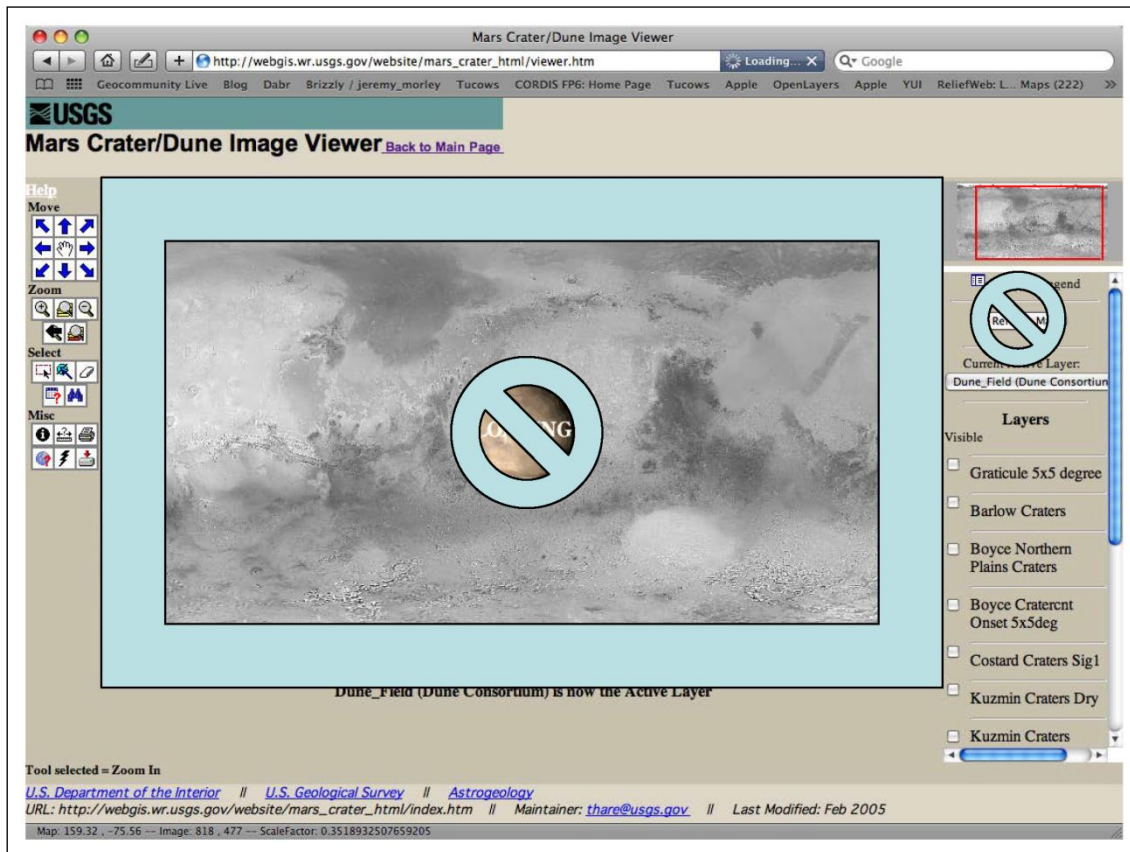 Mars Crater/Dune Image Viewer
http://webgis.wr.usgs.gov/website/mars_crater_html/viewer.htm Loading... Google
Geocommunity Live Blog Dabr Brizzly / jeremy_morley Tucows CORDIS FP6: Home Page Tucows Apple OpenLayers Apple YUI ReliefWeb: L... Maps (222) »
USGS
Mars Crater/Dune Image Viewer Back to Main Page
Help
Move
Zoom
Select
Misc
Current Layer:
Dune_Field (Dune Consortium
Layers
Visible
Graticule 5x5 degree
Barlow Craters
Boyce Northern
Plains Craters
Boyce Cratercnt
Onset 5x5deg
Costard Craters Sig1
Kuzmin Craters Dry
Kuzmin Craters
Dune_Field (Dune Consortium) is now the Active Layer
Tool selected = Zoom In
U.S. Department of the Interior // U.S. Geological Survey // Astrogeology
URL: http://webgis.wr.usgs.gov/website/mars_crater_html/index.htm // Maintainer: thare@usgs.gov // Last Modified: Feb 2005
Map: 159.32 , -75.56 -- Image: 818 , 477 -- ScaleFactor: 0.3518932507659205